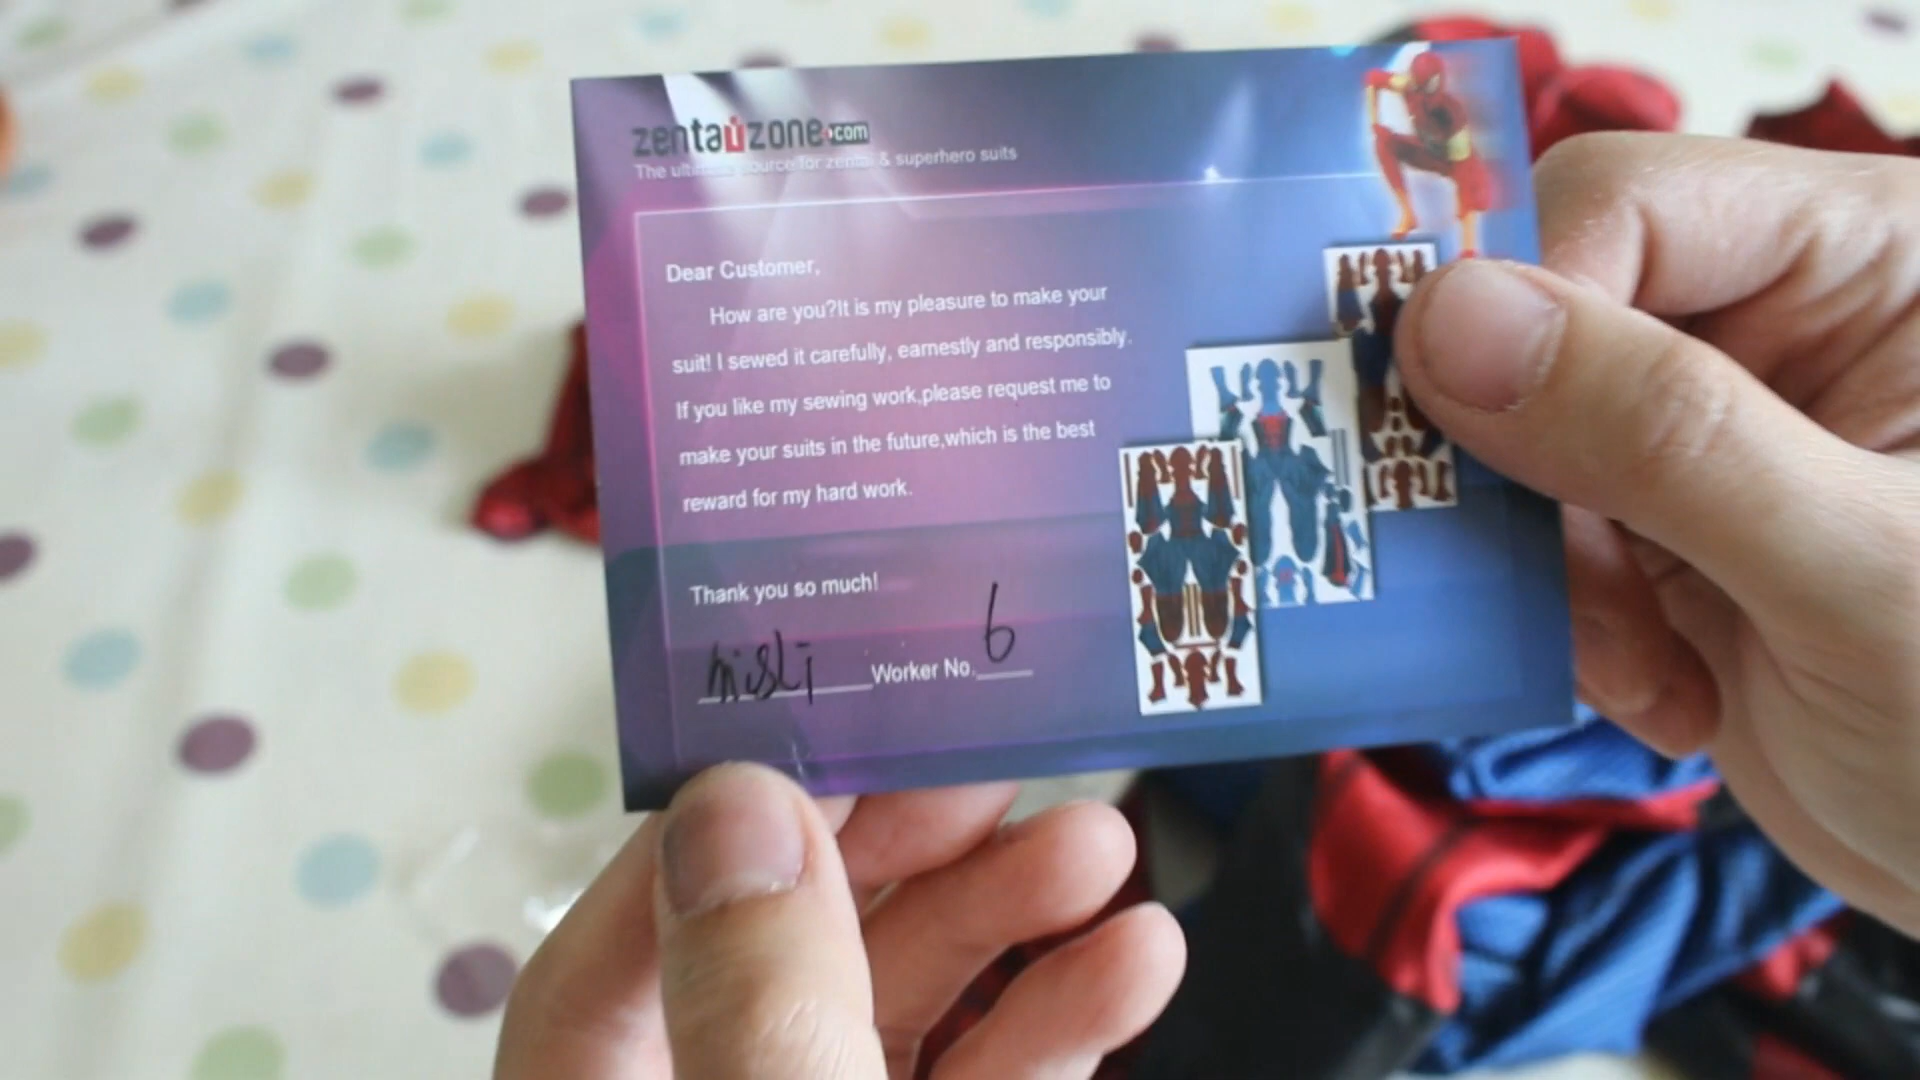 zentaizone.com
The ultimate source for zentai & superhero suits
Dear Customer,
How are you?It is my pleasure to make your
suit! I sewed it carefully, earnestly and responsibly.
If you like my sewing work,please request me to
make your suits in the future,which is the best
reward for my hard work.
Thank you so much!
Worker No. 6